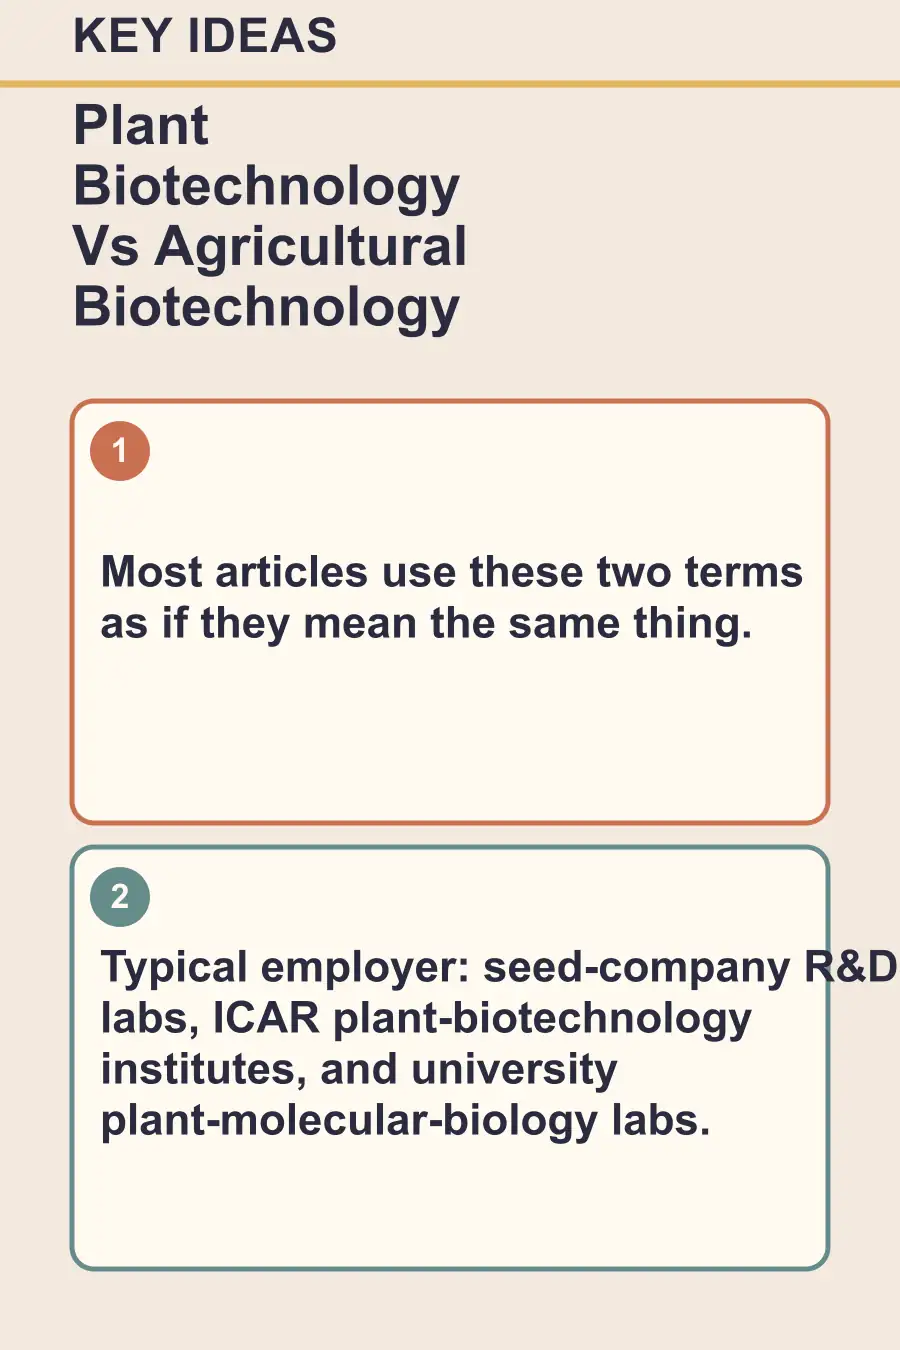 KEY IDEAS
Plant
Biotechnology
Vs Agricultural
Biotechnology
1
Most articles use these two terms
as if they mean the same thing.
2
Typical employer: seed-company R&D
labs, ICAR plant-biotechnology
institutes, and university
plant-molecular-biology labs.